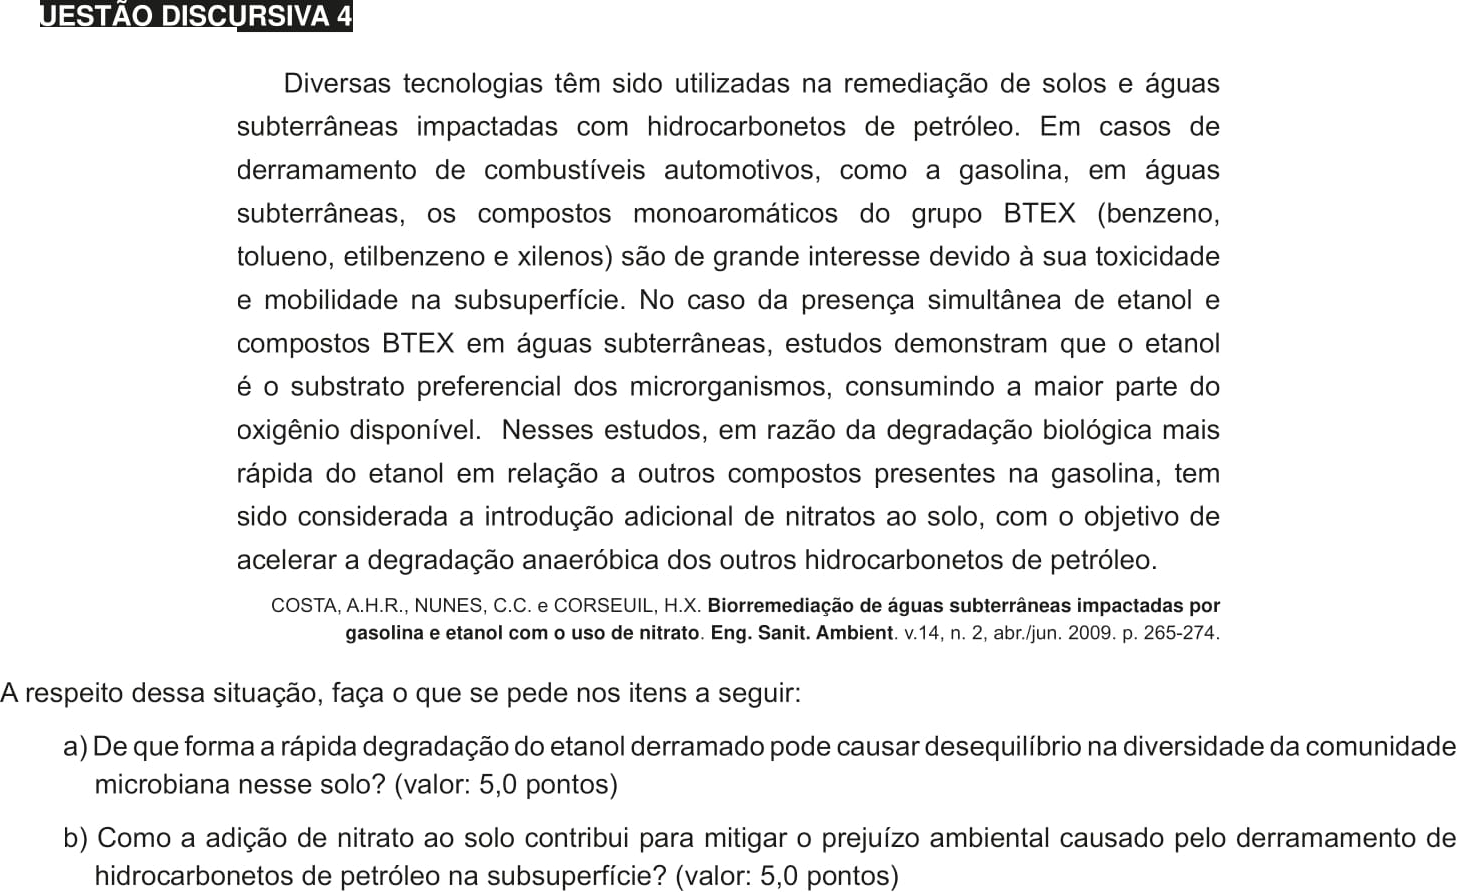 UESTÃO DISCURSIVA 4
Diversas tecnologias têm sido utilizadas na remediação de solos e águas
subterrâneas impactadas com hidrocarbonetos de petróleo. Em casos de
derramamento de combustíveis automotivos, como a gasolina, em águas
subterrâneas, os compostos monoaromáticos do grupo BTEX (benzeno,
tolueno, etilbenzeno e xilenos) são de grande interesse devido à sua toxicidade
e mobilidade na subsuperfície. No caso da presença simultânea de etanol e
compostos BTEX em águas subterrâneas, estudos demonstram que o etanol
é o substrato preferencial dos microrganismos, consumindo a maior parte do
oxigênio disponível. Nesses estudos, em razão da degradação biológica mais
rápida do etanol em relação a outros compostos presentes na gasolina, tem
sido considerada a introdução adicional de nitratos ao solo, com o objetivo de
acelerar a degradação anaeróbica dos outros hidrocarbonetos de petróleo.
COSTA, A.H.R., NUNES, C.C. e CORSEUIL, H.X. Biorremediação de águas subterrâneas impactadas por
gasolina e etanol com o uso de nitrato. Eng. Sanit. Ambient. v.14, n. 2, abr./jun. 2009. p. 265-274.
A respeito dessa situação, faça o que se pede nos itens a seguir:
a) De que forma a rápida degradação do etanol derramado pode causar desequilíbrio na diversidade da comunidade
microbiana nesse solo? (valor: 5,0 pontos)
b) Como a adição de nitrato ao solo contribui para mitigar o prejuízo ambiental causado pelo derramamento de
hidrocarbonetos de petróleo na subsuperfície? (valor: 5,0 pontos)